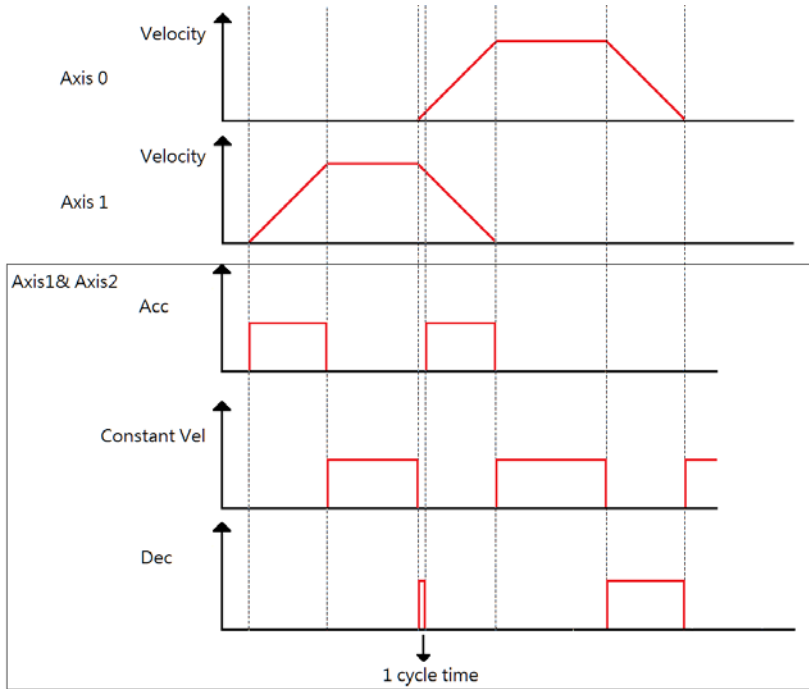 Velocity
Axis 0
Velocity
Axis 1
Axis1& Axis2
Acc
Constant Vel
Dec
1 cycle time